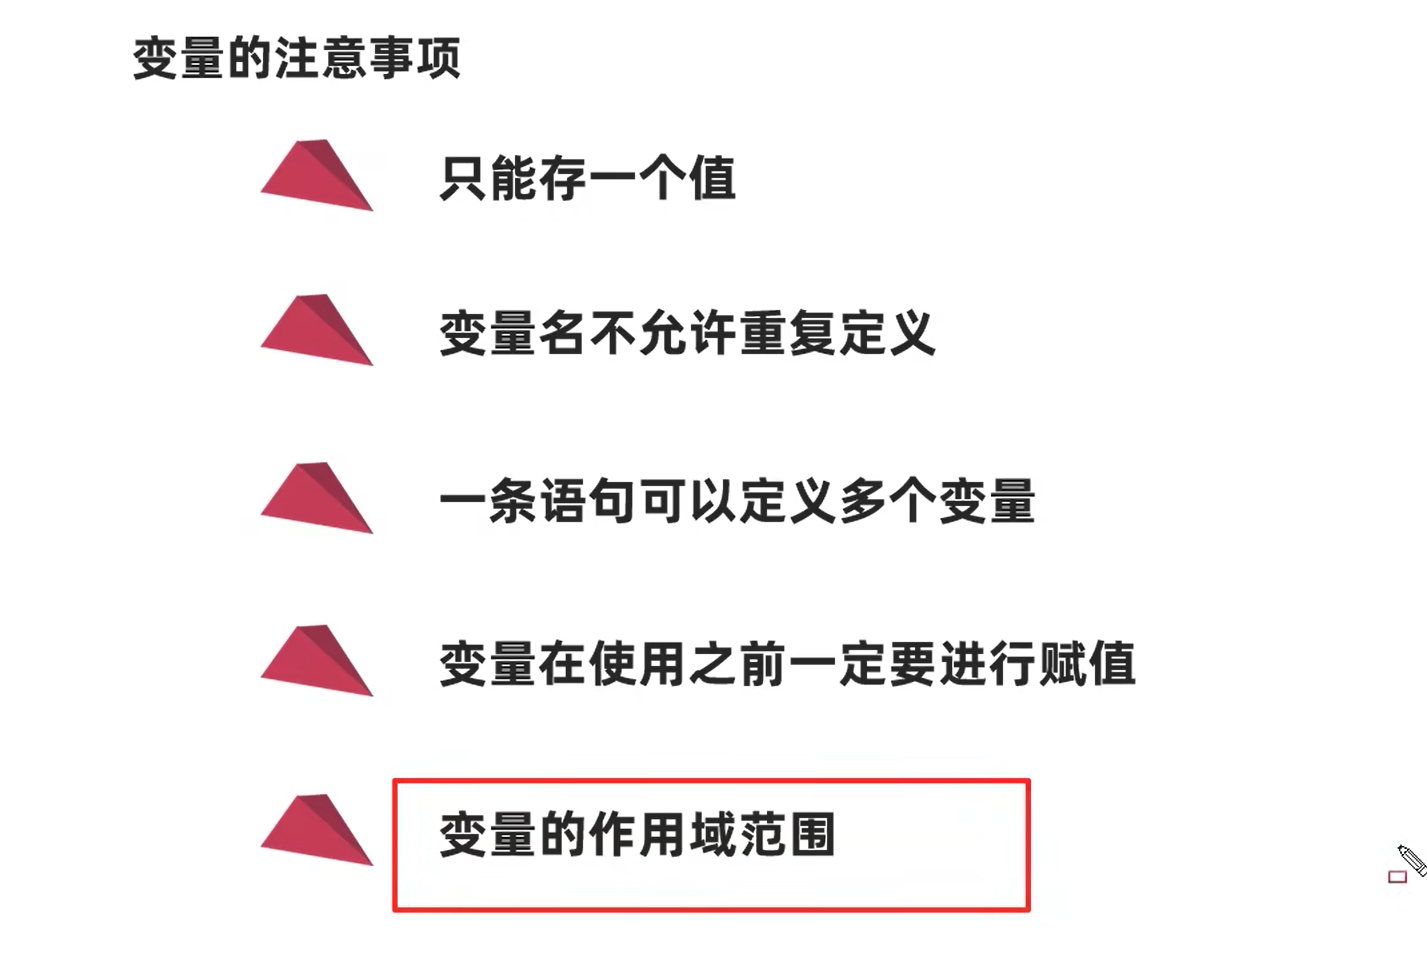 变量的注意事项
只能存一个值
变量名不允许重复定义
一条语句可以定义多个变量
变量在使用之前一定要进行赋值
变量的作用域范围